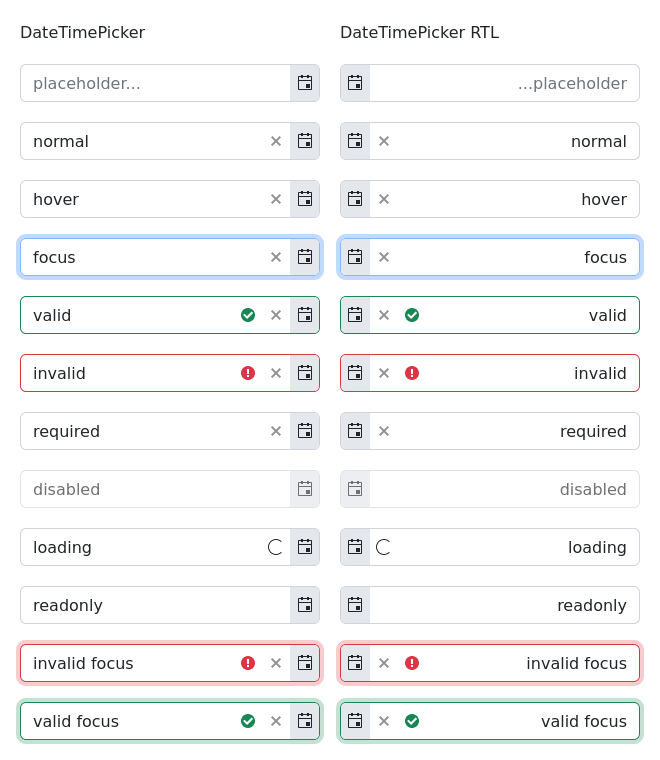 DateTimePicker
placeholder...
normal
hover
focus
valid
invalid
required
disabled
loading
readonly
invalid focus
valid focus
DateTimePicker RTL
...placeholder
normal
hover
focus
valid
invalid
required
disabled
loading
readonly
invalid focus
valid focus